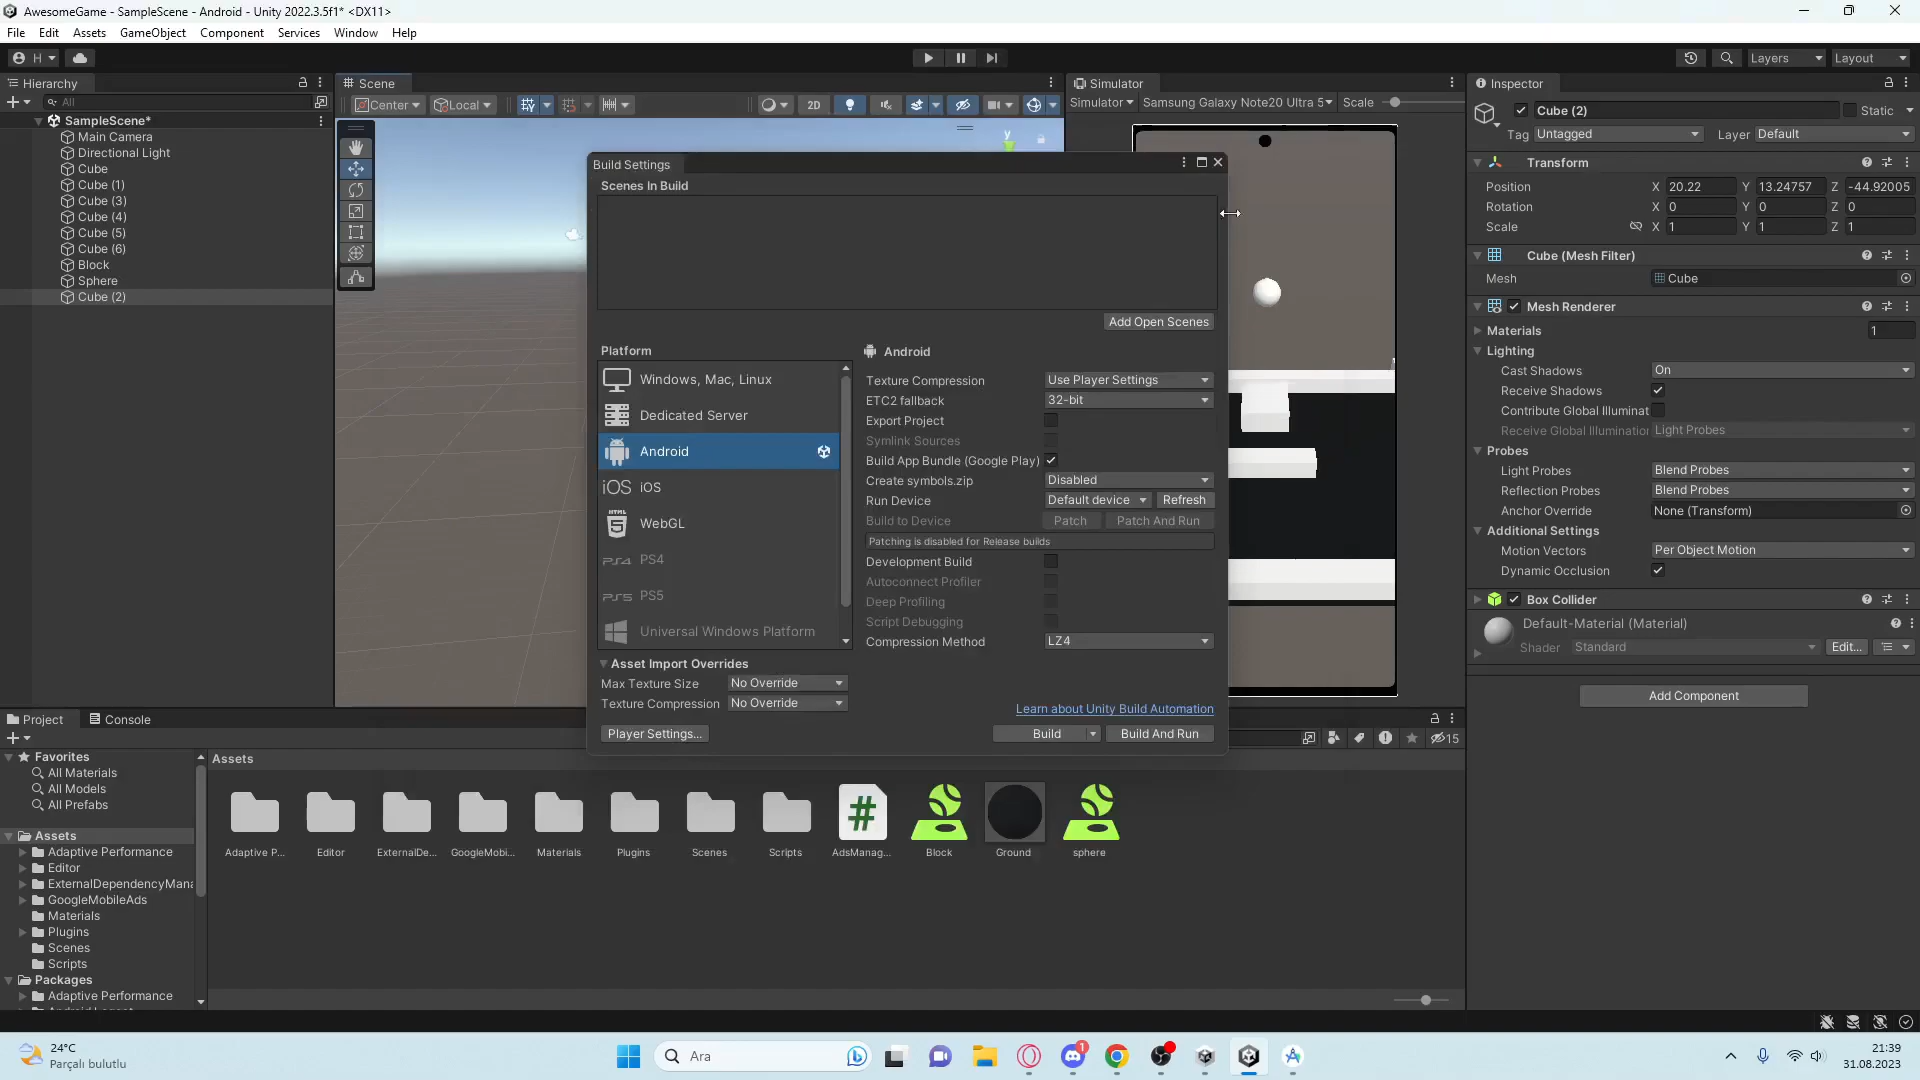 AwesomeGame - SampleScene - Android - Unity 2022.3.5f1* <DX11>
File Edit Assets GameObject Component Services Window Help
H
Layers
Layout
Hierarchy
All
SampleScene*
Main Camera
Directional Light
Cube
Cube (1)
Cube (3)
Cube (4)
Cube (5)
Cube (6)
Block
Sphere
Cube (2)
Scene
Center
Local
2D
y
Build Settings
Scenes In Build
Add Open Scenes
Platform
Windows, Mac, Linux
Dedicated Server
Android
iOS iOS
HTML
WebGL
PS4 PS4
PS5 PS5
Universal Windows Platform
Asset Import Overrides
Max Texture Size No Override
Texture Compression No Override
Player Settings...
Android
Texture Compression Use Player Settings
ETC2 fallback 32-bit
Export Project
Symlink Sources
Build App Bundle (Google Play)
Create symbols.zip Disabled
Run Device Default device Refresh
Build to Device Patch Patch And Run
Patching is disabled for Release builds
Development Build
Autoconnect Profiler
Deep Profiling
Script Debugging
Compression Method LZ4
Learn about Unity Build Automation
Build Build And Run
Simulator
Simulator Samsung Galaxy Note20 Ultra 5 Scale
Inspector
Cube (2) Static
Tag Untagged Layer Default
Transform
Position X 20.22 Y 13.24757 Z -44.92005
Rotation X 0 Y 0 Z 0
Scale X 1 Y 1 Z 1
Cube (Mesh Filter)
Mesh Cube
Mesh Renderer
Materials 1
Lighting
Cast Shadows On
Receive Shadows
Contribute Global Illuminat
Receive Global Illumination Light Probes
Probes
Light Probes Blend Probes
Reflection Probes Blend Probes
Anchor Override None (Transform)
Additional Settings
Motion Vectors Per Object Motion
Dynamic Occlusion
Box Collider
Default-Material (Material)
Shader Standard Edit...
Add Component
Project Console
15
Favorites
All Materials
All Models
All Prefabs
Assets
Adaptive Performance
Editor
ExternalDependencyMana
GoogleMobileAds
Materials
Plugins
Scenes
Scripts
Packages
Adaptive Performance
Assets
#
Adaptive P... Editor ExternalDe... GoogleMobi... Materials Plugins Scenes Scripts AdsManag... Block Ground sphere
24°C
Parçalı bulutlu
Ara
1
21:39
31.08.2023